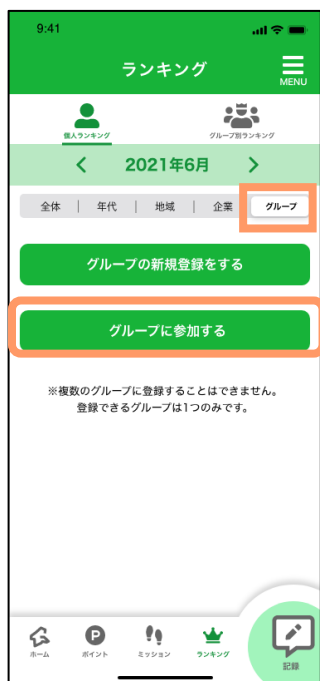 9:41
ランキング
MENU
個人ランキング
グループ別ランキング
2021年6月
全体 | 年代 | 地域 | 企業 グループ
グループの新規登録をする
グループに参加する
※複数のグループに登録することはできません。
登録できるグループは1つのみです。
P
ホーム
ポイント
ミッション
ランキング
記録